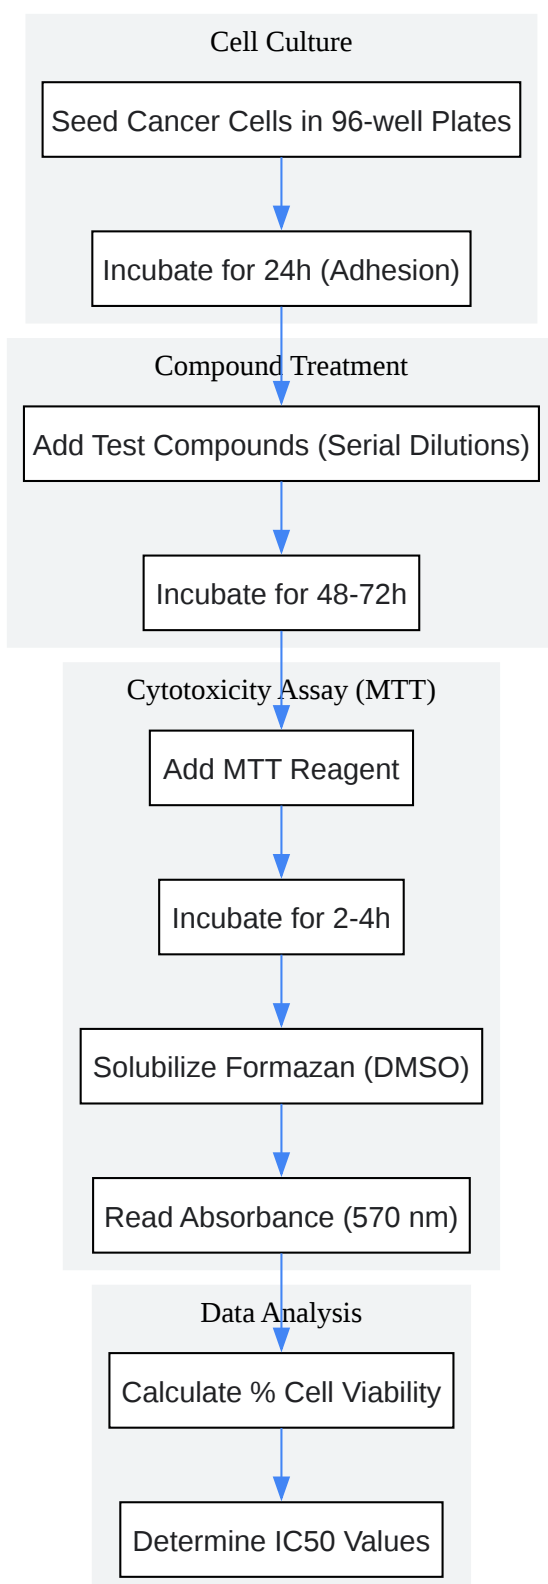 Cell Culture
Seed Cancer Cells in 96-well Plates
Incubate for 24h (Adhesion)
Compound Treatment
Add Test Compounds (Serial Dilutions)
Incubate for 48-72h
Cytotoxicity Assay (MTT)
Add MTT Reagent
Incubate for 2-4h
Solubilize Formazan (DMSO)
Read Absorbance (570 nm)
Data Analysis
Calculate % Cell Viability
Determine IC50 Values